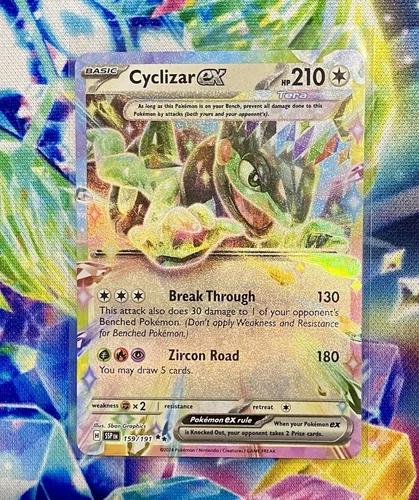 BASIC Cyclizar ex HP 210
Tera
As long as this Pokémon is on your Bench, prevent all damage done to this
Pokémon by attacks (both yours and your opponent's).
Break Through 130
This attack also does 30 damage to 1 of your opponent's
Benched Pokémon. (Don't apply Weakness and Resistance
for Benched Pokémon.)
Zircon Road 180
You may draw 5 cards.
weakness ×2 resistance retreat
Pokémon ex rule
When your Pokémon ex
is Knocked Out, your opponent takes 2 Prize cards.
Illus. 5ban Graphics
H SSP EN 159/191
©2024 Pokémon / Nintendo / Creatures / GAME FREAK